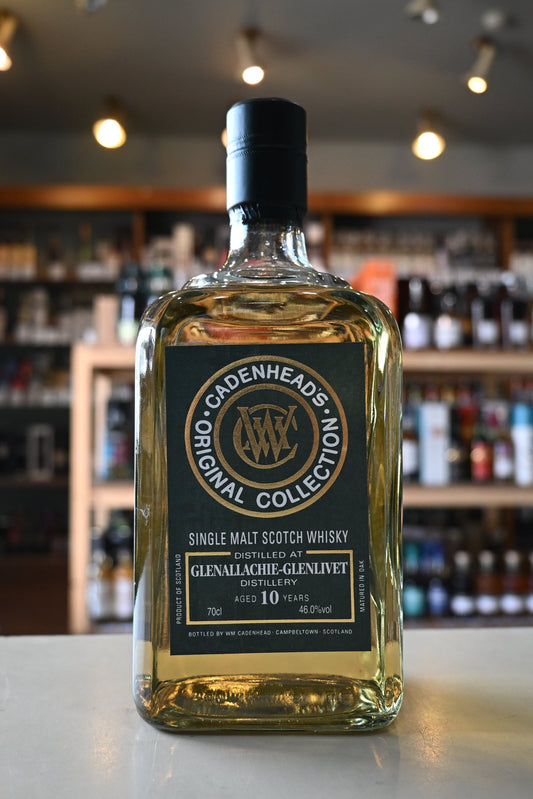 CADENHEAD'S
ORIGINAL COLLECTION
WMC
SINGLE MALT SCOTCH WHISKY
DISTILLED AT
GLENALLACHIE-GLENLIVET
DISTILLERY
AGED 10 YEARS
70cl 46.0%vol
PRODUCT OF SCOTLAND
MATURED IN OAK
BOTTLED BY WM CADENHEAD · CAMPBELTOWN · SCOTLAND